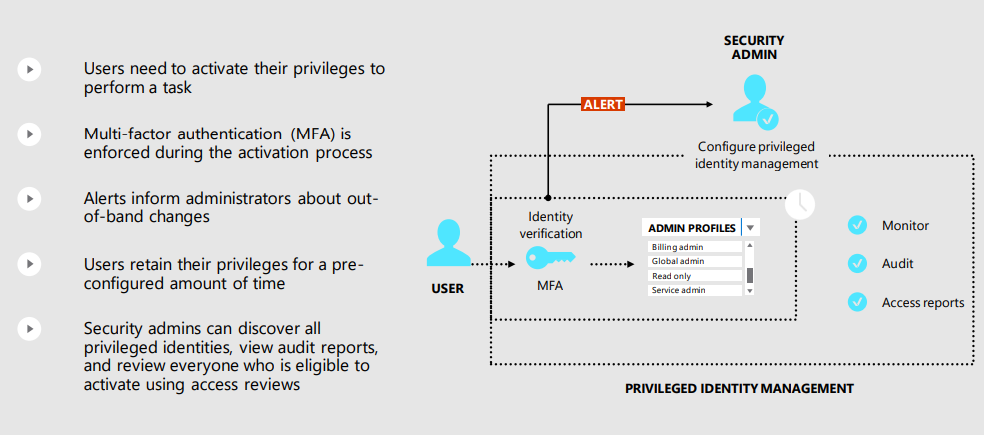 Users need to activate their privileges to
perform a task
Multi-factor authentication (MFA) is
enforced during the activation process
Alerts inform administrators about out-
of-band changes
Users retain their privileges for a pre-
configured amount of time
Security admins can discover all
privileged identities, view audit reports,
and review everyone who is eligible to
activate using access reviews
SECURITY
ADMIN
ALERT
Configure privileged
identity management
Identity
verification
MFA
USER
ADMIN PROFILES
Billing admin
Global admin
Read only
Service admin
Monitor
Audit
Access reports
PRIVILEGED IDENTITY MANAGEMENT